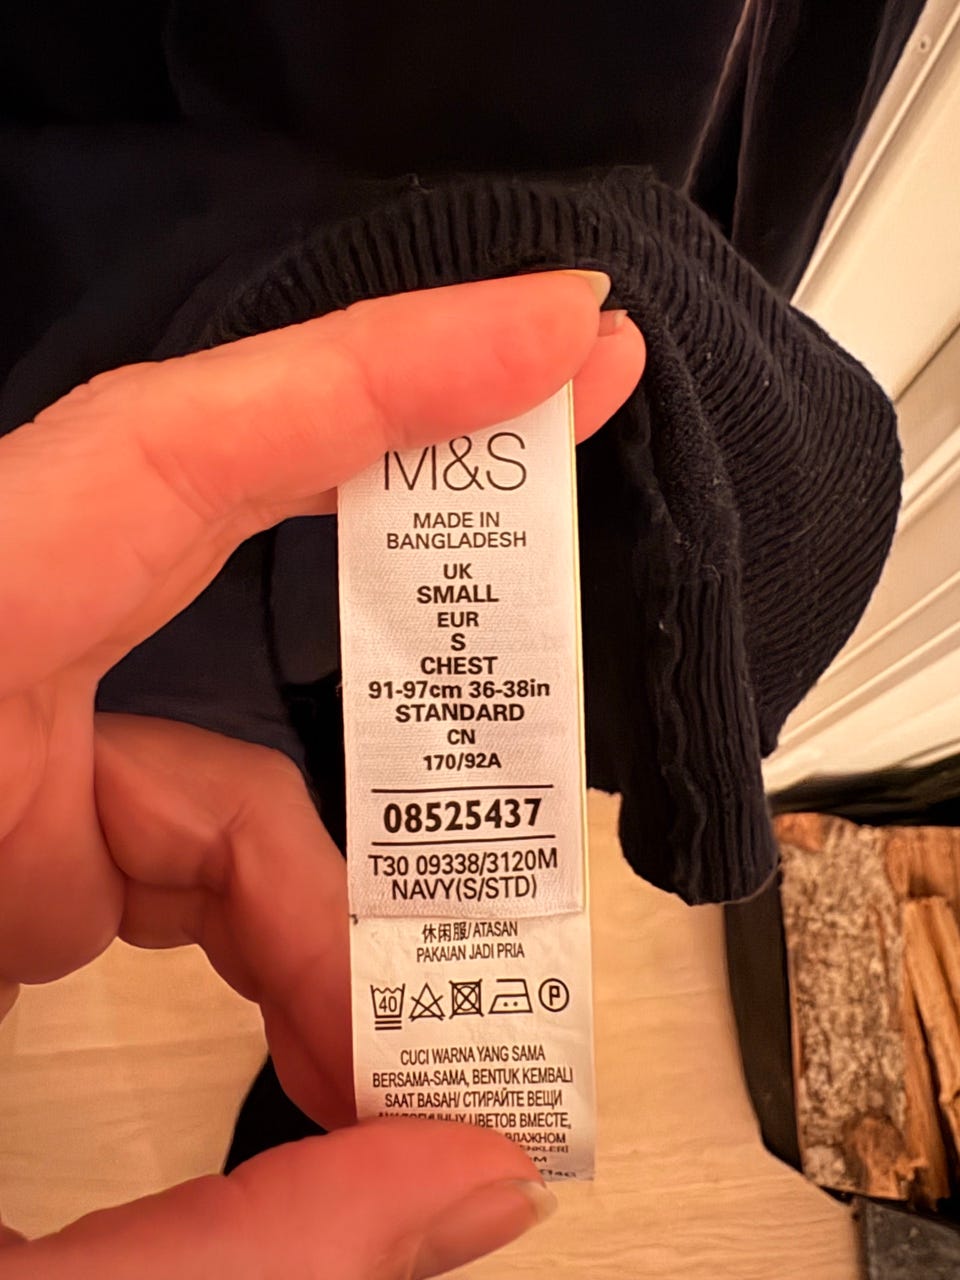 M&S
MADE IN
BANGLADESH
UK
SMALL
EUR
S
CHEST
91-97cm 36-38in
STANDARD
CN
170/92A
08525437
T30 09338/3120M
NAVY(S/STD)
休闲服/ ATASAN
PAKAIAN JADI PRIA
40
P
CUCI WARNA YANG SAMA
BERSAMA-SAMA, BENTUK KEMBALI
SAAT BASAH/ СТИРАЙТЕ ВЕЩИ
ЦВЕТОВ ВМЕСТЕ,